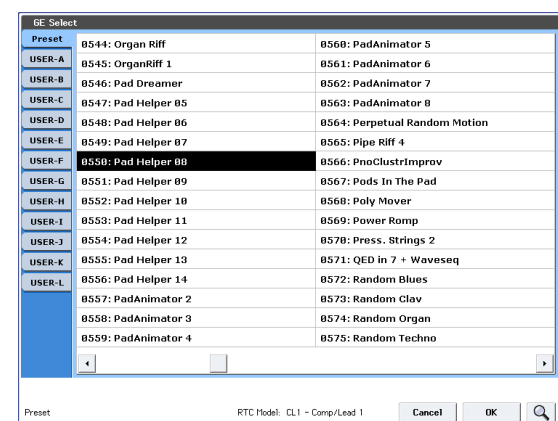 GE Select
Preset
USER-A
USER-B
USER-C
USER-D
USER-E
USER-F
USER-G
USER-H
USER-I
USER-J
USER-K
USER-L
0544: Organ Riff
0545: OrganRiff 1
0546: Pad Dreamer
0547: Pad Helper 05
0548: Pad Helper 06
0549: Pad Helper 07
0550: Pad Helper 08
0551: Pad Helper 09
0552: Pad Helper 10
0553: Pad Helper 11
0554: Pad Helper 12
0555: Pad Helper 13
0556: Pad Helper 14
0557: PadAnimator 2
0558: PadAnimator 3
0559: PadAnimator 4
0560: PadAnimator 5
0561: PadAnimator 6
0562: PadAnimator 7
0563: PadAnimator 8
0564: Perpetual Random Motion
0565: Pipe Riff 4
0566: PnoClustrImprov
0567: Pods In The Pad
0568: Poly Mover
0569: Power Romp
0570: Press. Strings 2
0571: QED in 7 + Waveseq
0572: Random Blues
0573: Random Clav
0574: Random Organ
0575: Random Techno
Preset
RTC Model: CL1 - Comp/Lead 1
Cancel
OK